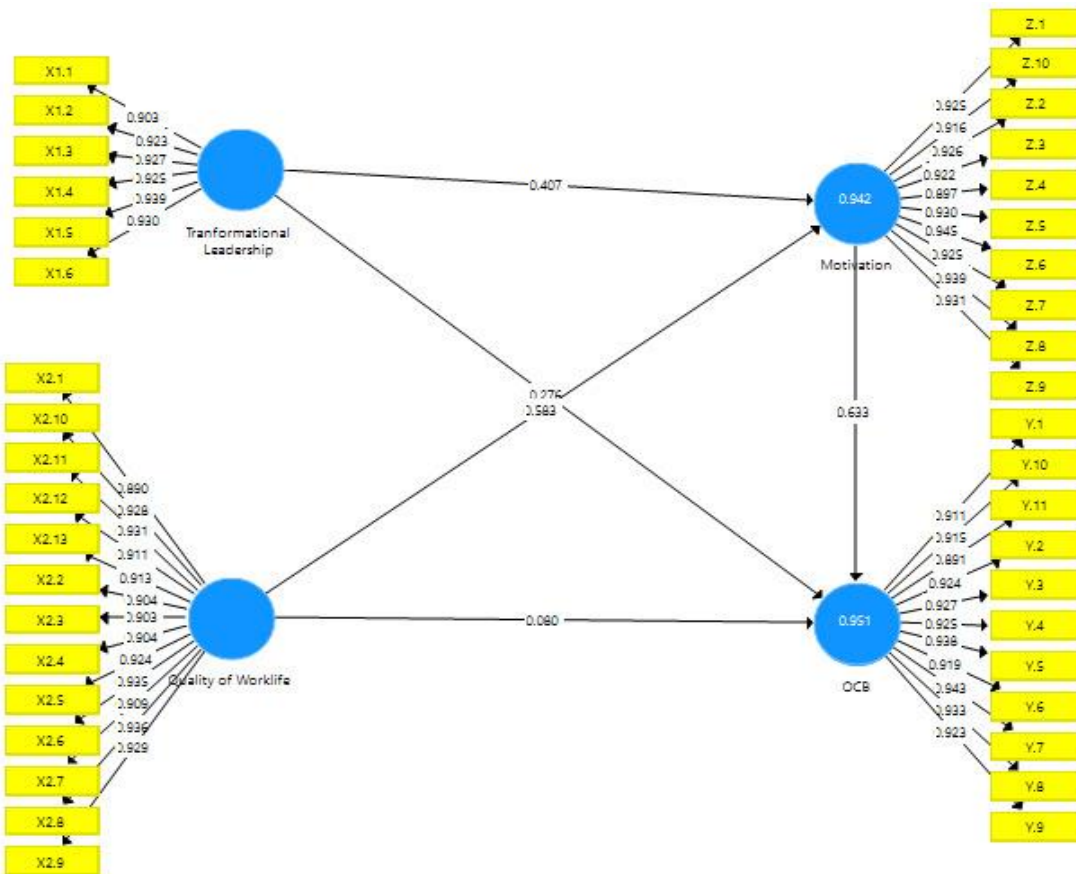 X1.1
X1.2
X1.3
X1.4
X1.5
X1.6
0.903
0.923
0.927
0.925
0.939
0.930
Tranformational
Leadership
0.407
0.276
0.583
0.633
0.080
X2.1
X2.10
X2.11
X2.12
X2.13
X2.2
X2.3
X2.4
X2.5
X2.6
X2.7
X2.8
X2.9
0.890
0.928
0.931
0.911
0.913
0.904
0.903
0.904
0.924
0.935
0.909
0.936
0.929
Quality of Worklife
0.942
Motivation
0.925
0.916
0.926
0.922
0.897
0.930
0.945
0.925
0.939
0.931
Z.1
Z.10
Z.2
Z.3
Z.4
Z.5
Z.6
Z.7
Z.8
Z.9
0.951
OCB
0.911
0.915
0.891
0.924
0.927
0.925
0.938
0.919
0.943
0.933
0.923
Y.1
Y.10
Y.11
Y.2
Y.3
Y.4
Y.5
Y.6
Y.7
Y.8
Y.9